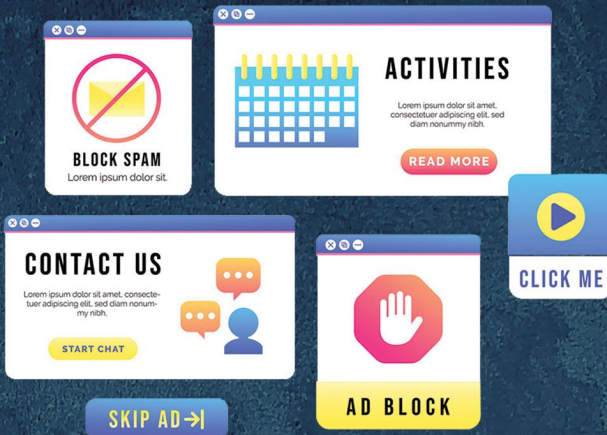 BLOCK SPAM
Lorem ipsum dolor sit.
ACTIVITIES
Lorem ipsum dolor sit amet,
consectetuer adipiscing elit, sed
diam nonummy nibh.
READ MORE
CLICK ME
CONTACT US
Lorem ipsum dolor sit amet, consecte-
tuer adipiscing elit, sed diam nonum-
my nibh.
START CHAT
AD BLOCK
SKIP AD